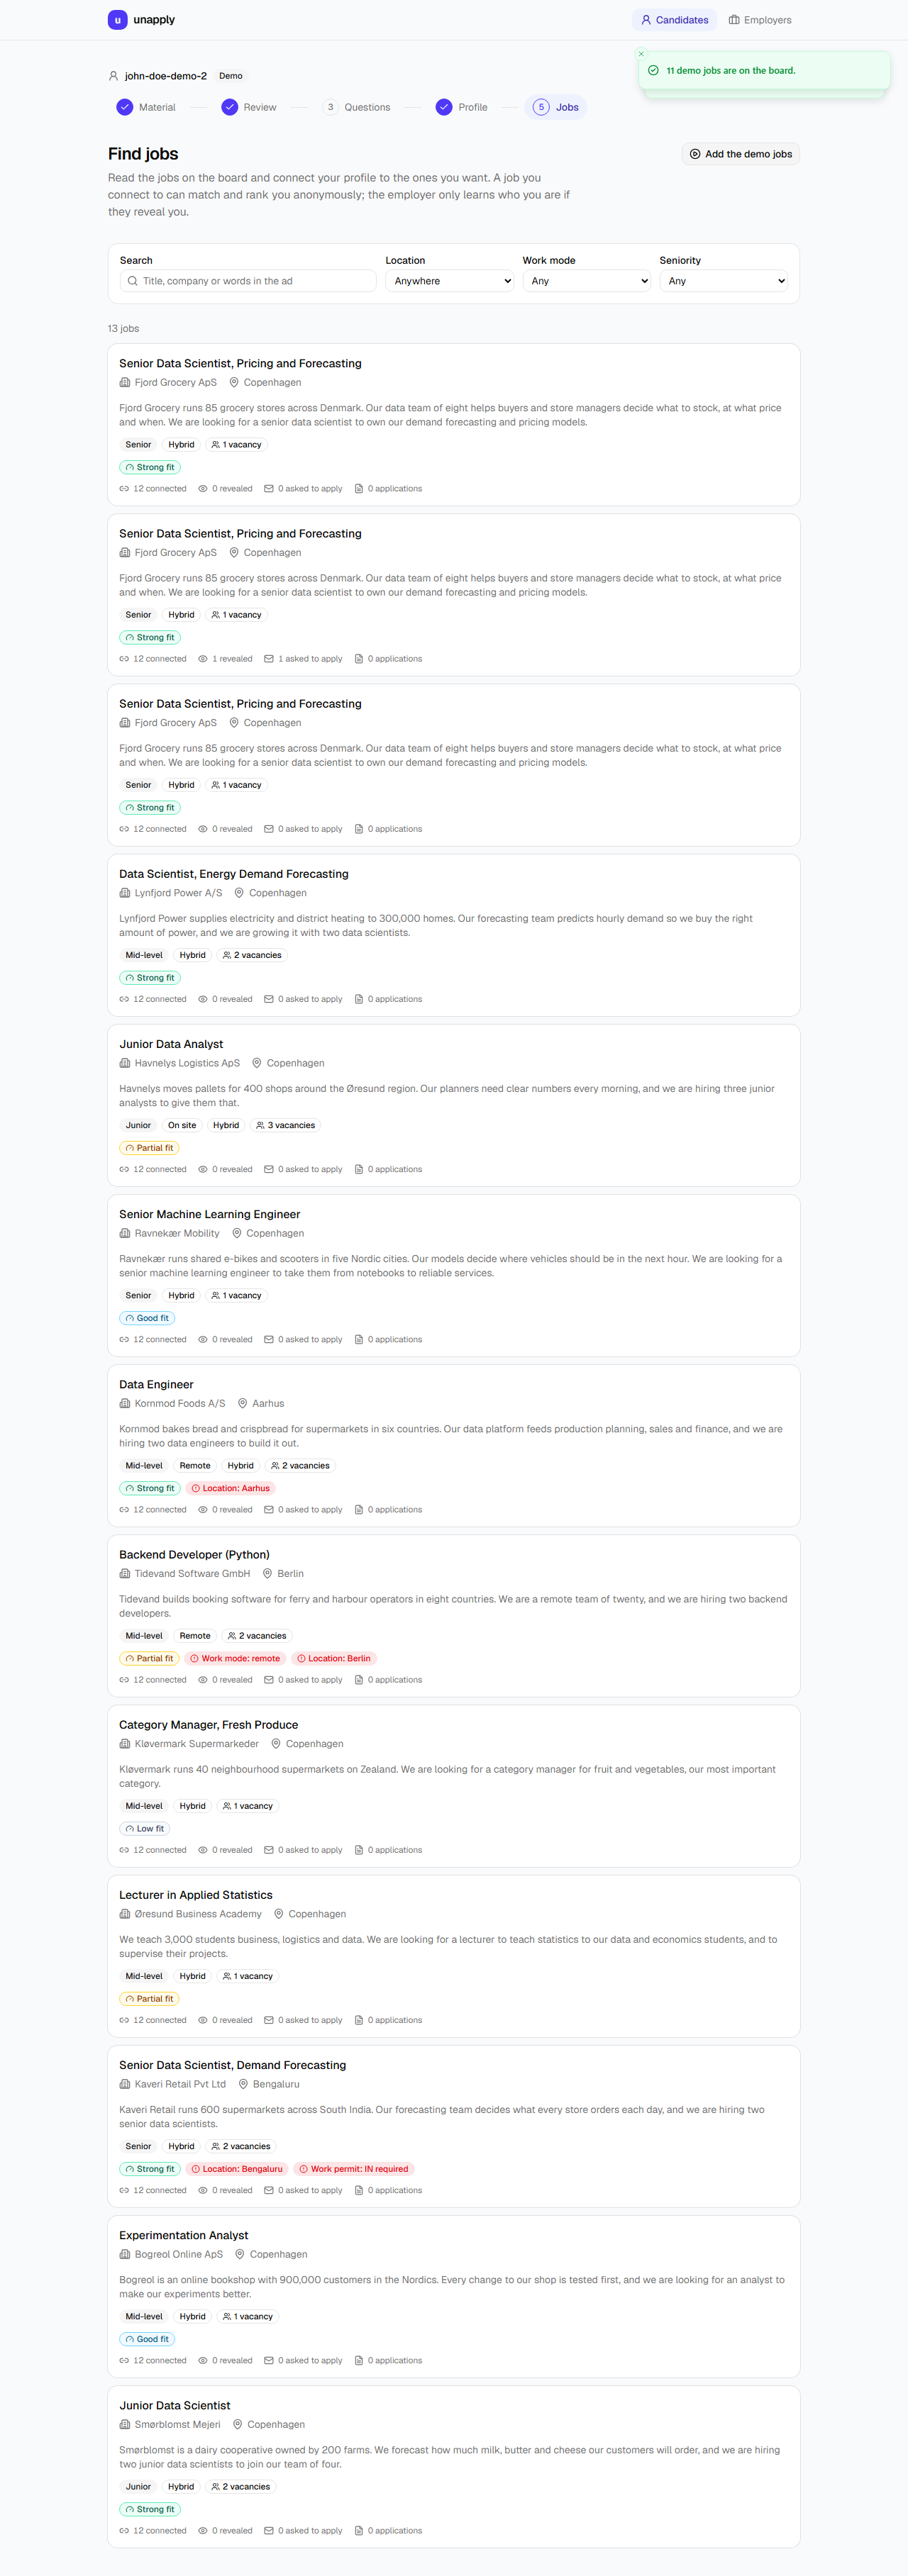 u unapply
Candidates Employers
john-doe-demo-2 Demo
11 demo jobs are on the board.
Material Review 3 Questions Profile 5 Jobs
Find jobs
Add the demo jobs
Read the jobs on the board and connect your profile to the ones you want. A job you
connect to can match and rank you anonymously; the employer only learns who you are if
they reveal you.
Search Location Work mode Seniority
Title, company or words in the ad Anywhere Any Any
13 jobs
Senior Data Scientist, Pricing and Forecasting
Fjord Grocery ApS Copenhagen
Fjord Grocery runs 85 grocery stores across Denmark. Our data team of eight helps buyers and store managers decide what to stock, at what price
and when. We are looking for a senior data scientist to own our demand forecasting and pricing models.
Senior Hybrid 1 vacancy
Strong fit
12 connected 0 revealed 0 asked to apply 0 applications
Senior Data Scientist, Pricing and Forecasting
Fjord Grocery ApS Copenhagen
Fjord Grocery runs 85 grocery stores across Denmark. Our data team of eight helps buyers and store managers decide what to stock, at what price
and when. We are looking for a senior data scientist to own our demand forecasting and pricing models.
Senior Hybrid 1 vacancy
Strong fit
12 connected 1 revealed 1 asked to apply 0 applications
Senior Data Scientist, Pricing and Forecasting
Fjord Grocery ApS Copenhagen
Fjord Grocery runs 85 grocery stores across Denmark. Our data team of eight helps buyers and store managers decide what to stock, at what price
and when. We are looking for a senior data scientist to own our demand forecasting and pricing models.
Senior Hybrid 1 vacancy
Strong fit
12 connected 0 revealed 0 asked to apply 0 applications
Data Scientist, Energy Demand Forecasting
Lynfjord Power A/S Copenhagen
Lynfjord Power supplies electricity and district heating to 300,000 homes. Our forecasting team predicts hourly demand so we buy the right
amount of power, and we are growing it with two data scientists.
Mid-level Hybrid 2 vacancies
Strong fit
12 connected 0 revealed 0 asked to apply 0 applications
Junior Data Analyst
Havnelys Logistics ApS Copenhagen
Havnelys moves pallets for 400 shops around the Øresund region. Our planners need clear numbers every morning, and we are hiring three junior
analysts to give them that.
Junior On site Hybrid 3 vacancies
Partial fit
12 connected 0 revealed 0 asked to apply 0 applications
Senior Machine Learning Engineer
Ravnekær Mobility Copenhagen
Ravnekær runs shared e-bikes and scooters in five Nordic cities. Our models decide where vehicles should be in the next hour. We are looking for a
senior machine learning engineer to take them from notebooks to reliable services.
Senior Hybrid 1 vacancy
Good fit
12 connected 0 revealed 0 asked to apply 0 applications
Data Engineer
Kornmod Foods A/S Aarhus
Kornmod bakes bread and crispbread for supermarkets in six countries. Our data platform feeds production planning, sales and finance, and we are
hiring two data engineers to build it out.
Mid-level Remote Hybrid 2 vacancies
Strong fit Location: Aarhus
12 connected 0 revealed 0 asked to apply 0 applications
Backend Developer (Python)
Tidevand Software GmbH Berlin
Tidevand builds booking software for ferry and harbour operators in eight countries. We are a remote team of twenty, and we are hiring two backend
developers.
Mid-level Remote 2 vacancies
Partial fit Work mode: remote Location: Berlin
12 connected 0 revealed 0 asked to apply 0 applications
Category Manager, Fresh Produce
Kløvermark Supermarkeder Copenhagen
Kløvermark runs 40 neighbourhood supermarkets on Zealand. We are looking for a category manager for fruit and vegetables, our most important
category.
Mid-level Hybrid 1 vacancy
Low fit
12 connected 0 revealed 0 asked to apply 0 applications
Lecturer in Applied Statistics
Øresund Business Academy Copenhagen
We teach 3,000 students business, logistics and data. We are looking for a lecturer to teach statistics to our data and economics students, and to
supervise their projects.
Mid-level Hybrid 1 vacancy
Partial fit
12 connected 0 revealed 0 asked to apply 0 applications
Senior Data Scientist, Demand Forecasting
Kaveri Retail Pvt Ltd Bengaluru
Kaveri Retail runs 600 supermarkets across South India. Our forecasting team decides what every store orders each day, and we are hiring two
senior data scientists.
Senior Hybrid 2 vacancies
Strong fit Location: Bengaluru Work permit: IN required
12 connected 0 revealed 0 asked to apply 0 applications
Experimentation Analyst
Bogreol Online ApS Copenhagen
Bogreol is an online bookshop with 900,000 customers in the Nordics. Every change to our shop is tested first, and we are looking for an analyst to
make our experiments better.
Mid-level Hybrid 1 vacancy
Good fit
12 connected 0 revealed 0 asked to apply 0 applications
Junior Data Scientist
Smørblomst Mejeri Copenhagen
Smørblomst is a dairy cooperative owned by 200 farms. We forecast how much milk, butter and cheese our customers will order, and we are hiring
two junior data scientists to join our team of four.
Junior Hybrid 2 vacancies
Strong fit
12 connected 0 revealed 0 asked to apply 0 applications